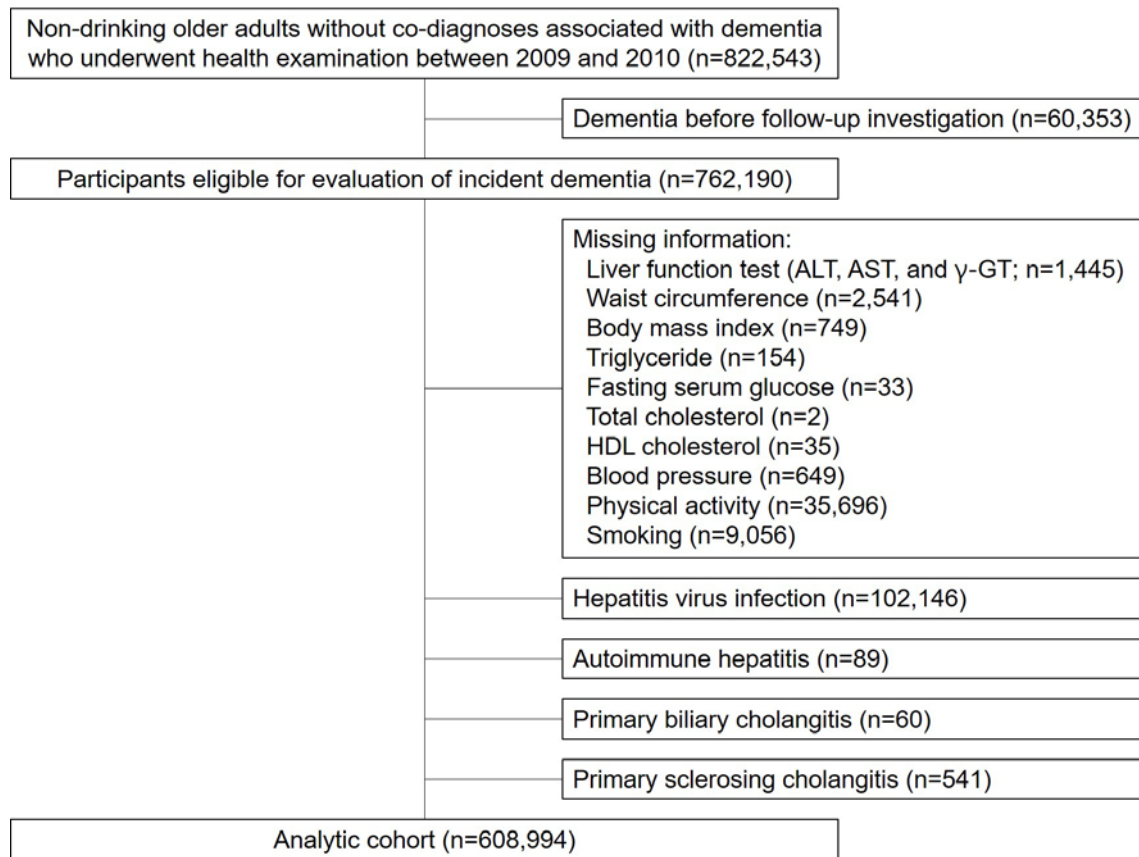 Non-drinking older adults without co-diagnoses associated with dementia
who underwent health examination between 2009 and 2010 (n=822,543)
Dementia before follow-up investigation (n=60,353)
Participants eligible for evaluation of incident dementia (n=762,190)
Missing information:
Liver function test (ALT, AST, and γ-GT; n=1,445)
Waist circumference (n=2,541)
Body mass index (n=749)
Triglyceride (n=154)
Fasting serum glucose (n=33)
Total cholesterol (n=2)
HDL cholesterol (n=35)
Blood pressure (n=649)
Physical activity (n=35,696)
Smoking (n=9,056)
Hepatitis virus infection (n=102,146)
Autoimmune hepatitis (n=89)
Primary biliary cholangitis (n=60)
Primary sclerosing cholangitis (n=541)
Analytic cohort (n=608,994)